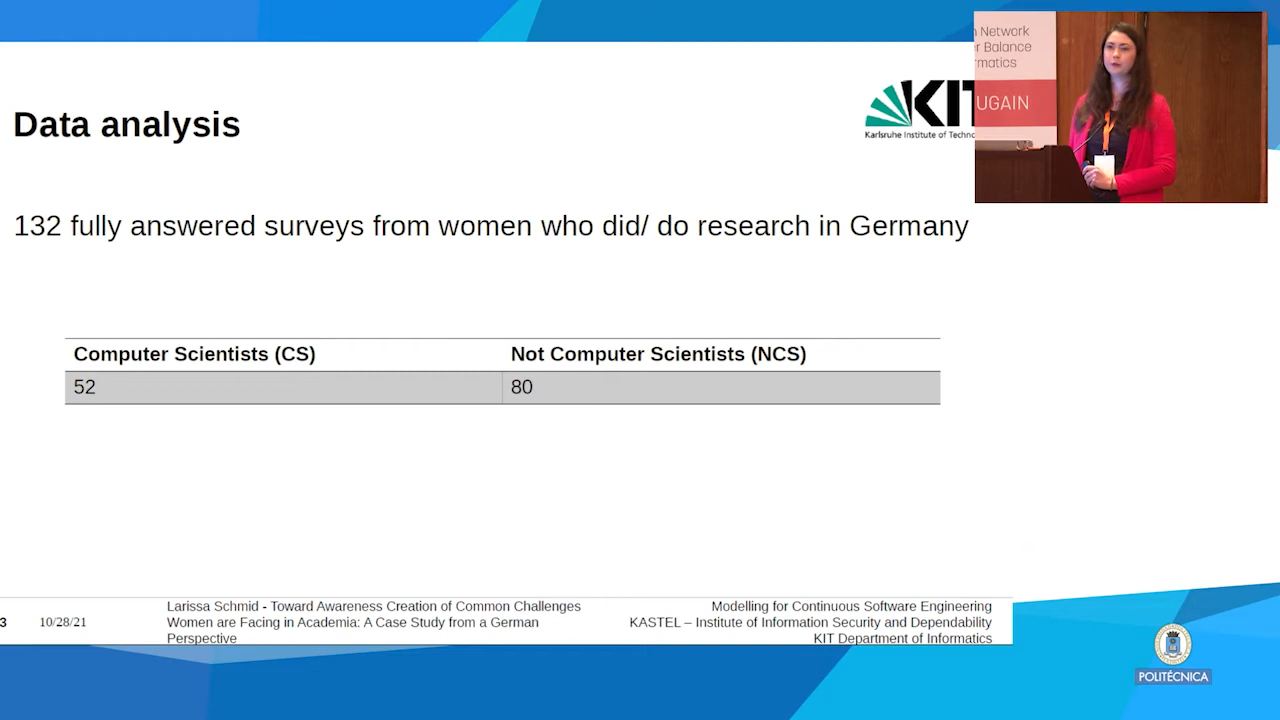 Data analysis
KIT
Karlsruhe Institute of Techno
n Network
er Balance
rmatics
UGAIN
132 fully answered surveys from women who did/ do research in Germany
Computer Scientists (CS) Not Computer Scientists (NCS)
52 80
3 10/28/21
Larissa Schmid - Toward Awareness Creation of Common Challenges
Women are Facing in Academia: A Case Study from a German
Perspective
Modelling for Continuous Software Engineering
KASTEL – Institute of Information Security and Dependability
KIT Department of Informatics
POLITÉCNICA